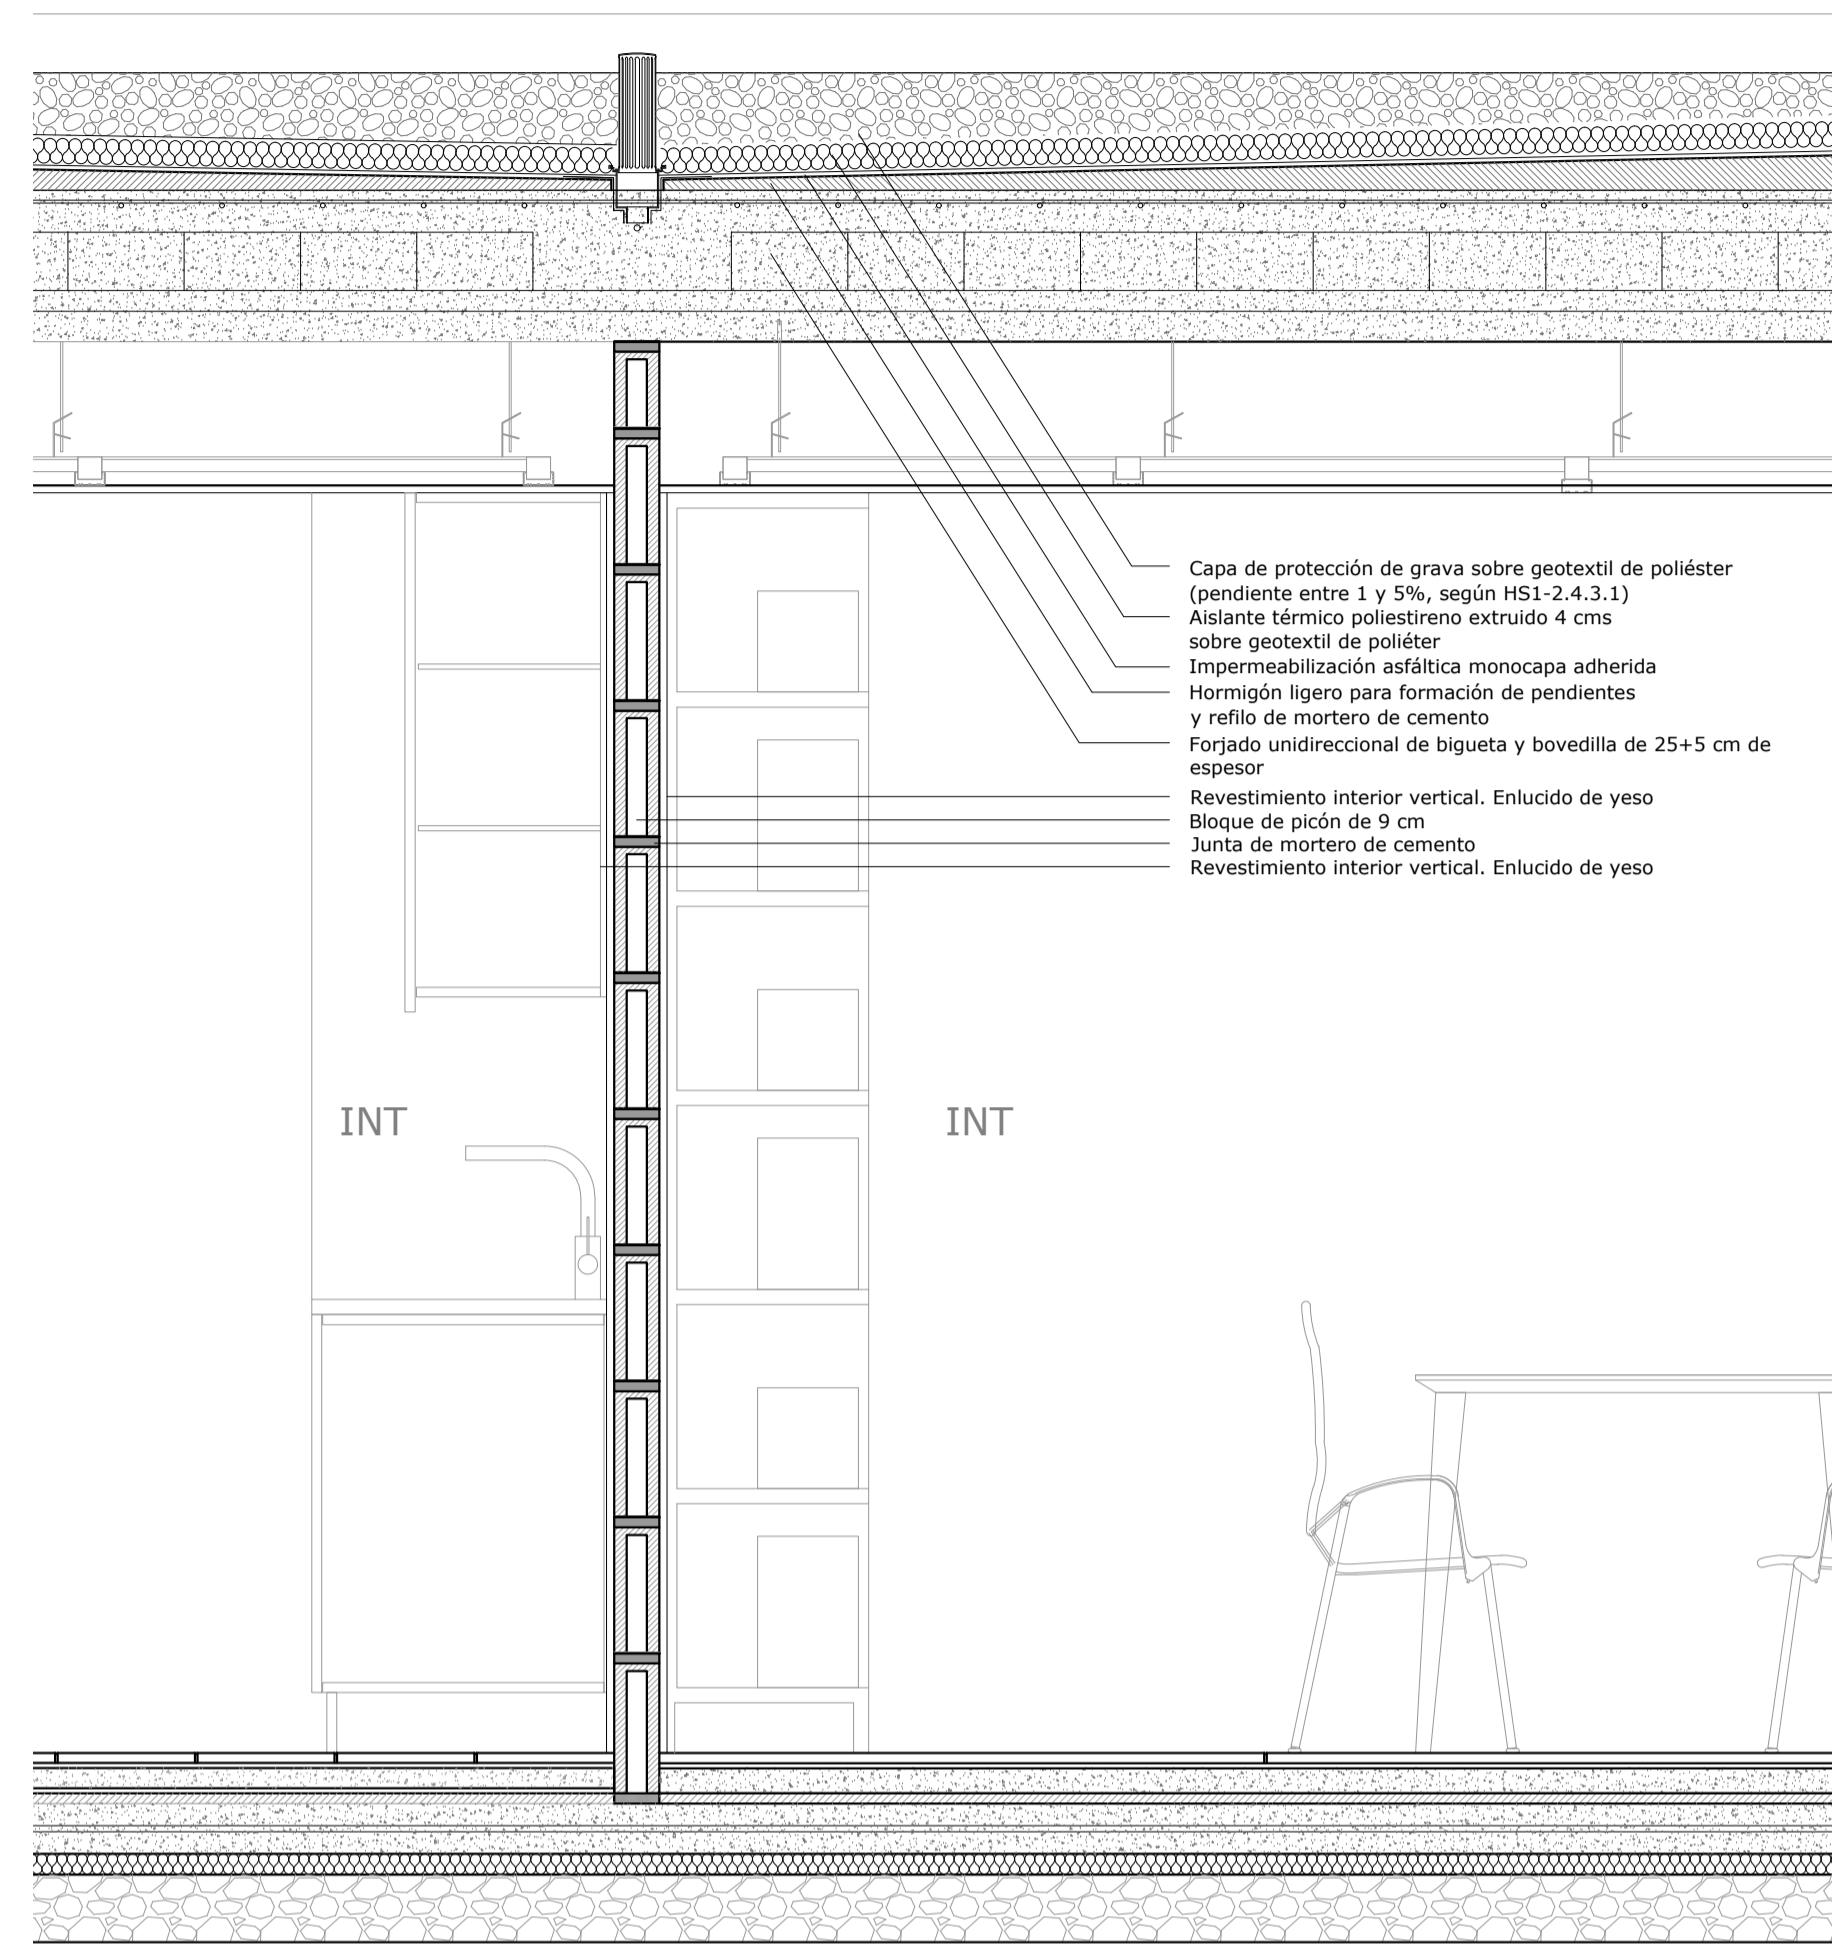 Capa de protección de grava sobre geotextil de poliéster
(pendiente entre 1 y 5%, según HS1-2.4.3.1)
Aislante térmico poliestireno extruido 4 cms
sobre geotextil de poliéter
Impermeabilización asfáltica monocapa adherida
Hormigón ligero para formación de pendientes
y refilo de mortero de cemento
Forjado unidireccional de bigueta y bovedilla de 25+5 cm de
espesor
Revestimiento interior vertical. Enlucido de yeso
Bloque de picón de 9 cm
Junta de mortero de cemento
Revestimiento interior vertical. Enlucido de yeso
INT
INT